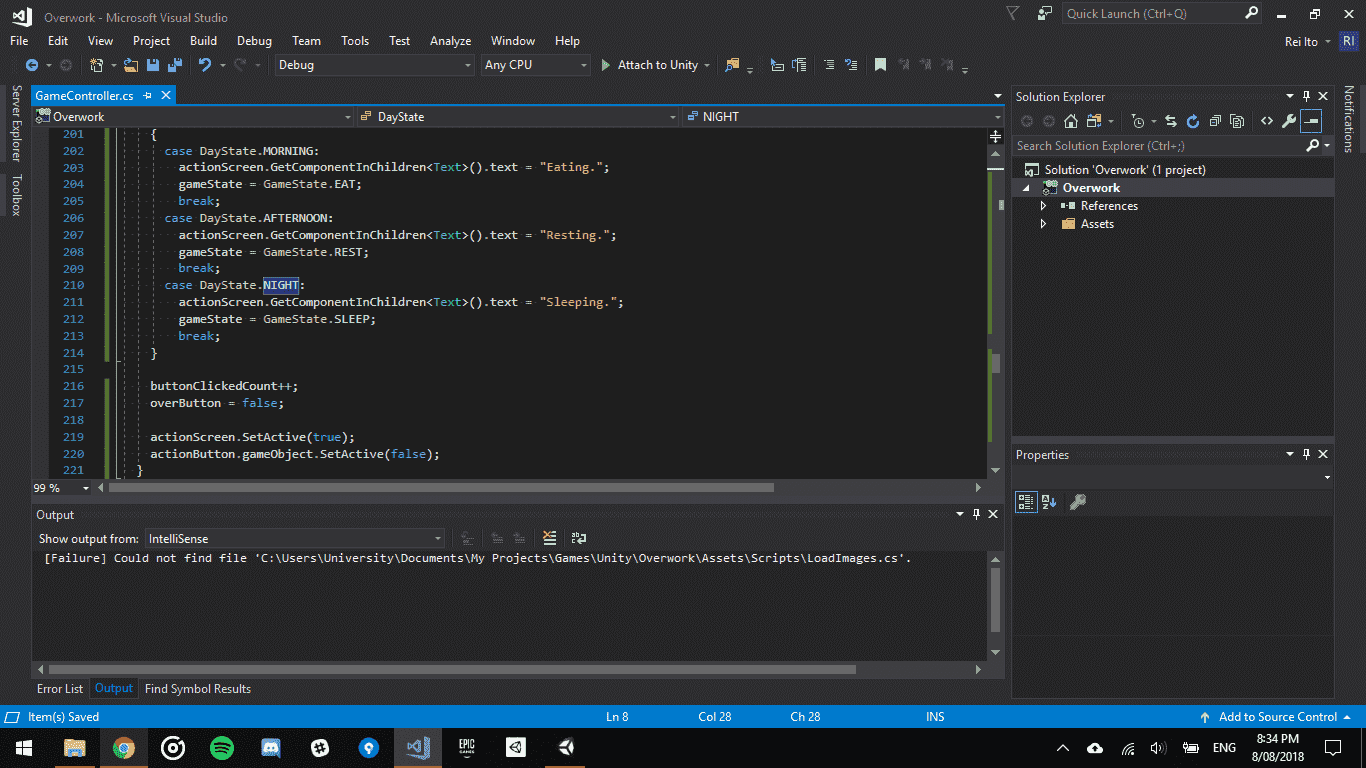 Overwork - Microsoft Visual Studio
Quick Launch (Ctrl+Q)
File Edit View Project Build Debug Team Tools Test Analyze Window Help
Rei Ito RI
Debug Any CPU Attach to Unity
Server Explorer
Toolbox
GameController.cs
Overwork DayState NIGHT
201 {
202 case DayState.MORNING:
203 actionScreen.GetComponentInChildren<Text>().text = "Eating.";
204 gameState = GameState.EAT;
205 break;
206 case DayState.AFTERNOON:
207 actionScreen.GetComponentInChildren<Text>().text = "Resting.";
208 gameState = GameState.REST;
209 break;
210 case DayState.NIGHT:
211 actionScreen.GetComponentInChildren<Text>().text = "Sleeping.";
212 gameState = GameState.SLEEP;
213 break;
214 }
215
216 buttonClickedCount++;
217 overButton = false;
218
219 actionScreen.SetActive(true);
220 actionButton.gameObject.SetActive(false);
221 }
99 %
Output
Show output from: IntelliSense
[Failure] Could not find file 'C:\Users\University\Documents\My Projects\Games\Unity\Overwork\Assets\Scripts\LoadImages.cs'.
Error List Output Find Symbol Results
Solution Explorer
Search Solution Explorer (Ctrl+;)
Solution 'Overwork' (1 project)
Overwork
References
Assets
Properties
Notifications
Item(s) Saved Ln 8 Col 28 Ch 28 INS Add to Source Control
EPIC
GAMES
ENG
8:34 PM
8/08/2018